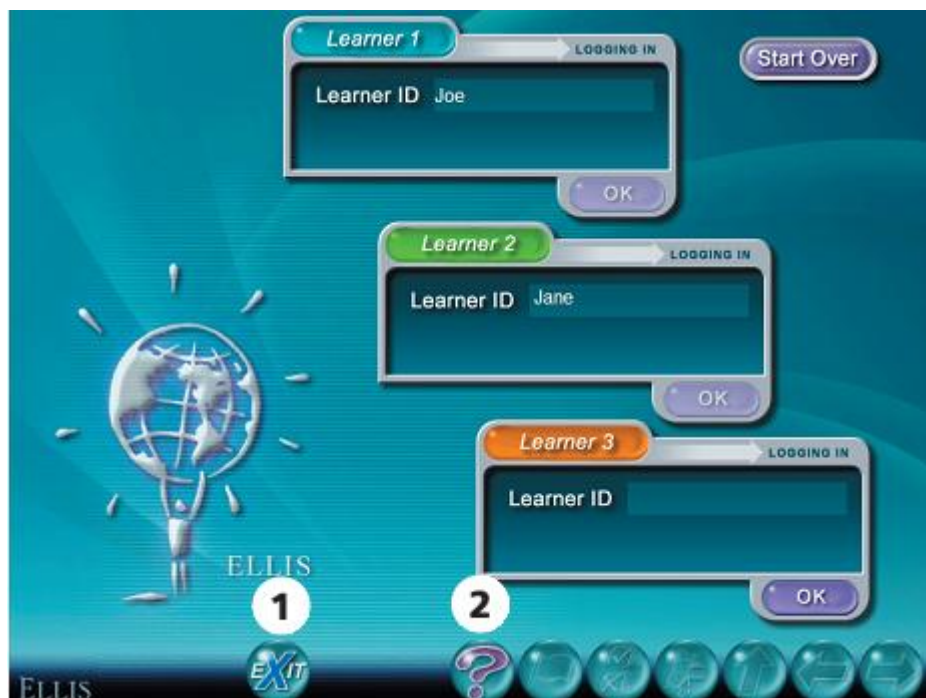 Learner 1
LOGGING IN
Start Over
Learner ID Joe
OK
Learner 2
LOGGING IN
Learner ID Jane
OK
Learner 3
LOGGING IN
Learner ID
OK
ELLIS
1
2
EXIT
?
ELLIS